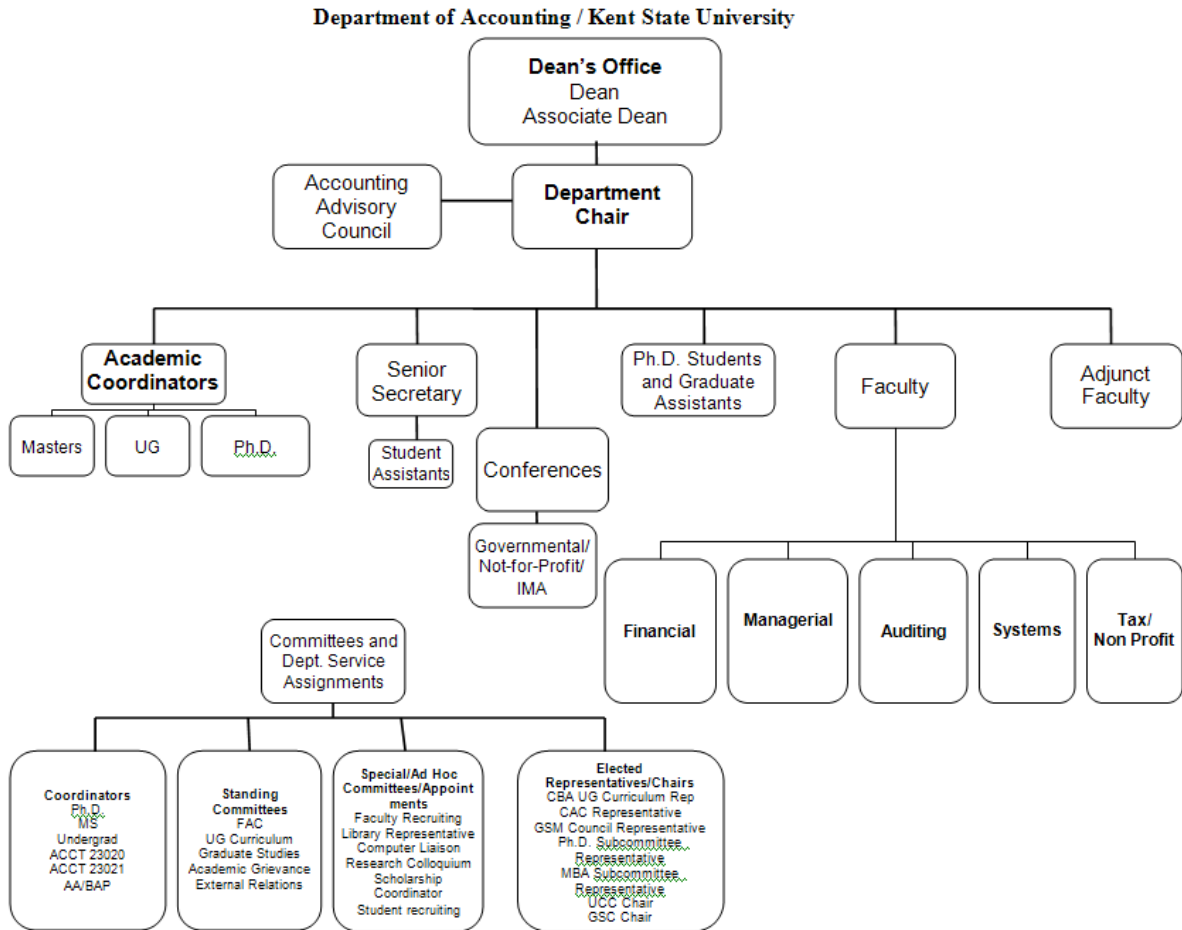 Department of Accounting / Kent State University
Dean's Office
Dean
Associate Dean
Accounting
Advisory
Council
Department
Chair
Academic
Coordinators
Senior
Secretary
Ph.D. Students
and Graduate
Assistants
Faculty
Adjunct
Faculty
Masters
UG
Ph.D.
Student
Assistants
Conferences
Governmental/
Not-for-Profit/
IMA
Financial
Managerial
Auditing
Systems
Tax/
Non Profit
Committees and
Dept. Service
Assignments
Coordinators
Ph.D.
MS
Undergrad
ACCT 23020
ACCT 23021
AA/BAP
Standing
Committees
FAC
UG Curriculum
Graduate Studies
Academic Grievance
External Relations
Special/Ad Hoc
Committees/Appoint
ments
Faculty Recruiting
Library Representative
Computer Liaison
Research Colloquium
Scholarship
Coordinator
Student recruiting
Elected
Representatives/Chairs
CBA UG Curriculum Rep
CAC Representative
GSM Council Representative
Ph.D. Subcommittee
Representative
MBA Subcommittee
Representative
UCC Chair
GSC Chair